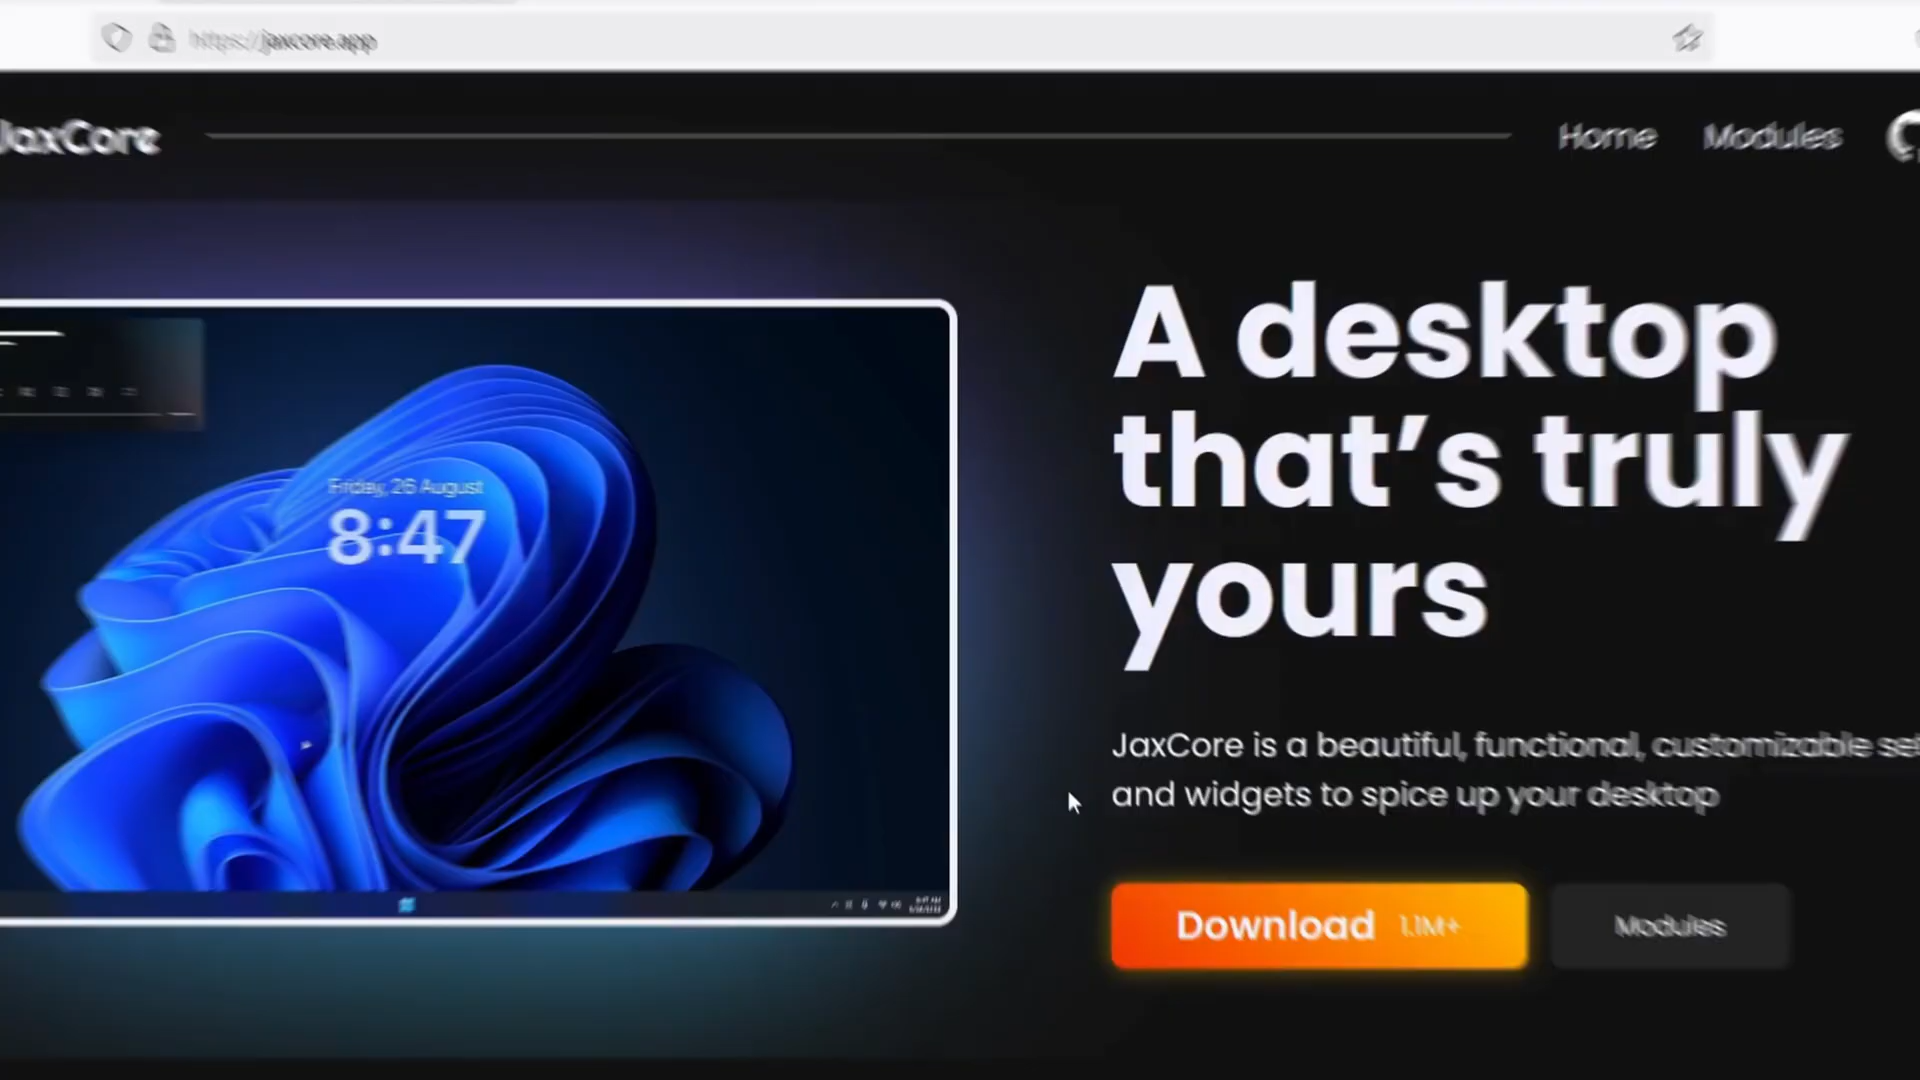 https://jaxcore.app
JaxCore
Home
Modules
Friday, 26 August
8:47
A desktop
that's truly
yours
JaxCore is a beautiful, functional, customizable
and widgets to spice up your desktop
Download 1.1M+
Modules